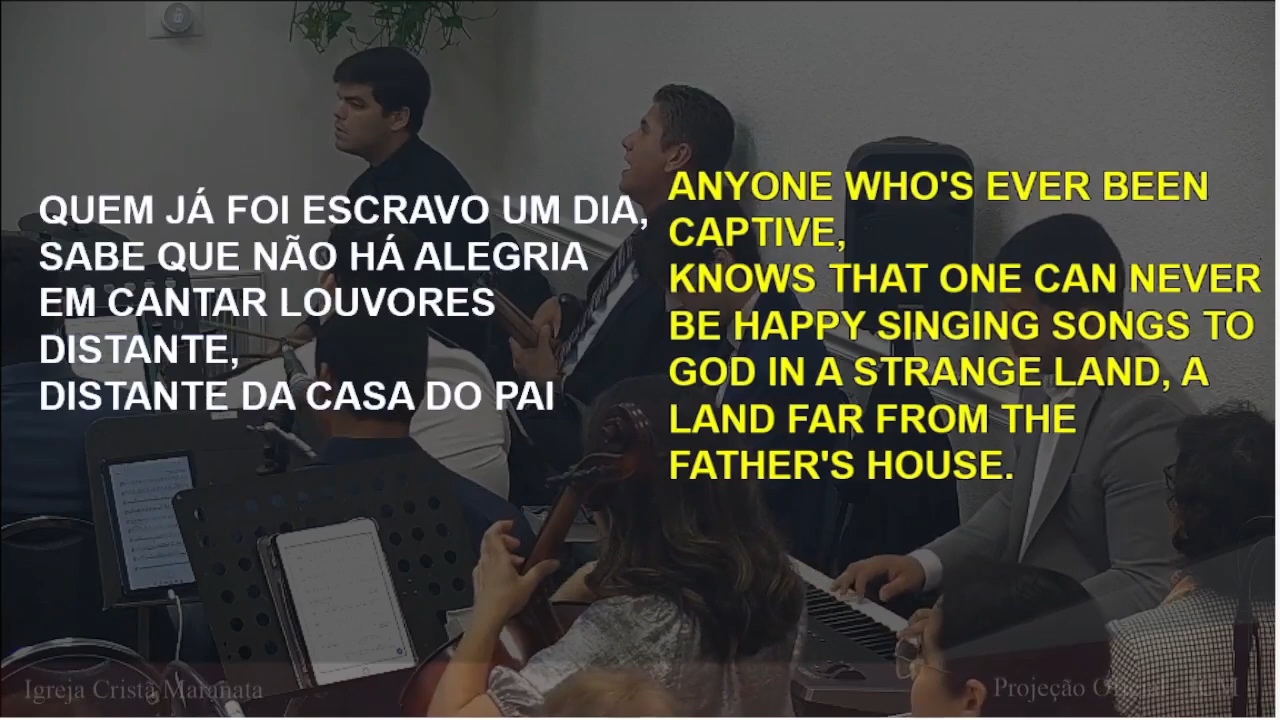 QUEM JÁ FOI ESCRAVO UM DIA,
SABE QUE NÃO HÁ ALEGRIA
EM CANTAR LOUVORES
DISTANTE,
DISTANTE DA CASA DO PAI
ANYONE WHO'S EVER BEEN
CAPTIVE,
KNOWS THAT ONE CAN NEVER
BE HAPPY SINGING SONGS TO
GOD IN A STRANGE LAND, A
LAND FAR FROM THE
FATHER'S HOUSE.
Igreja Cristã Maranata
Projeção